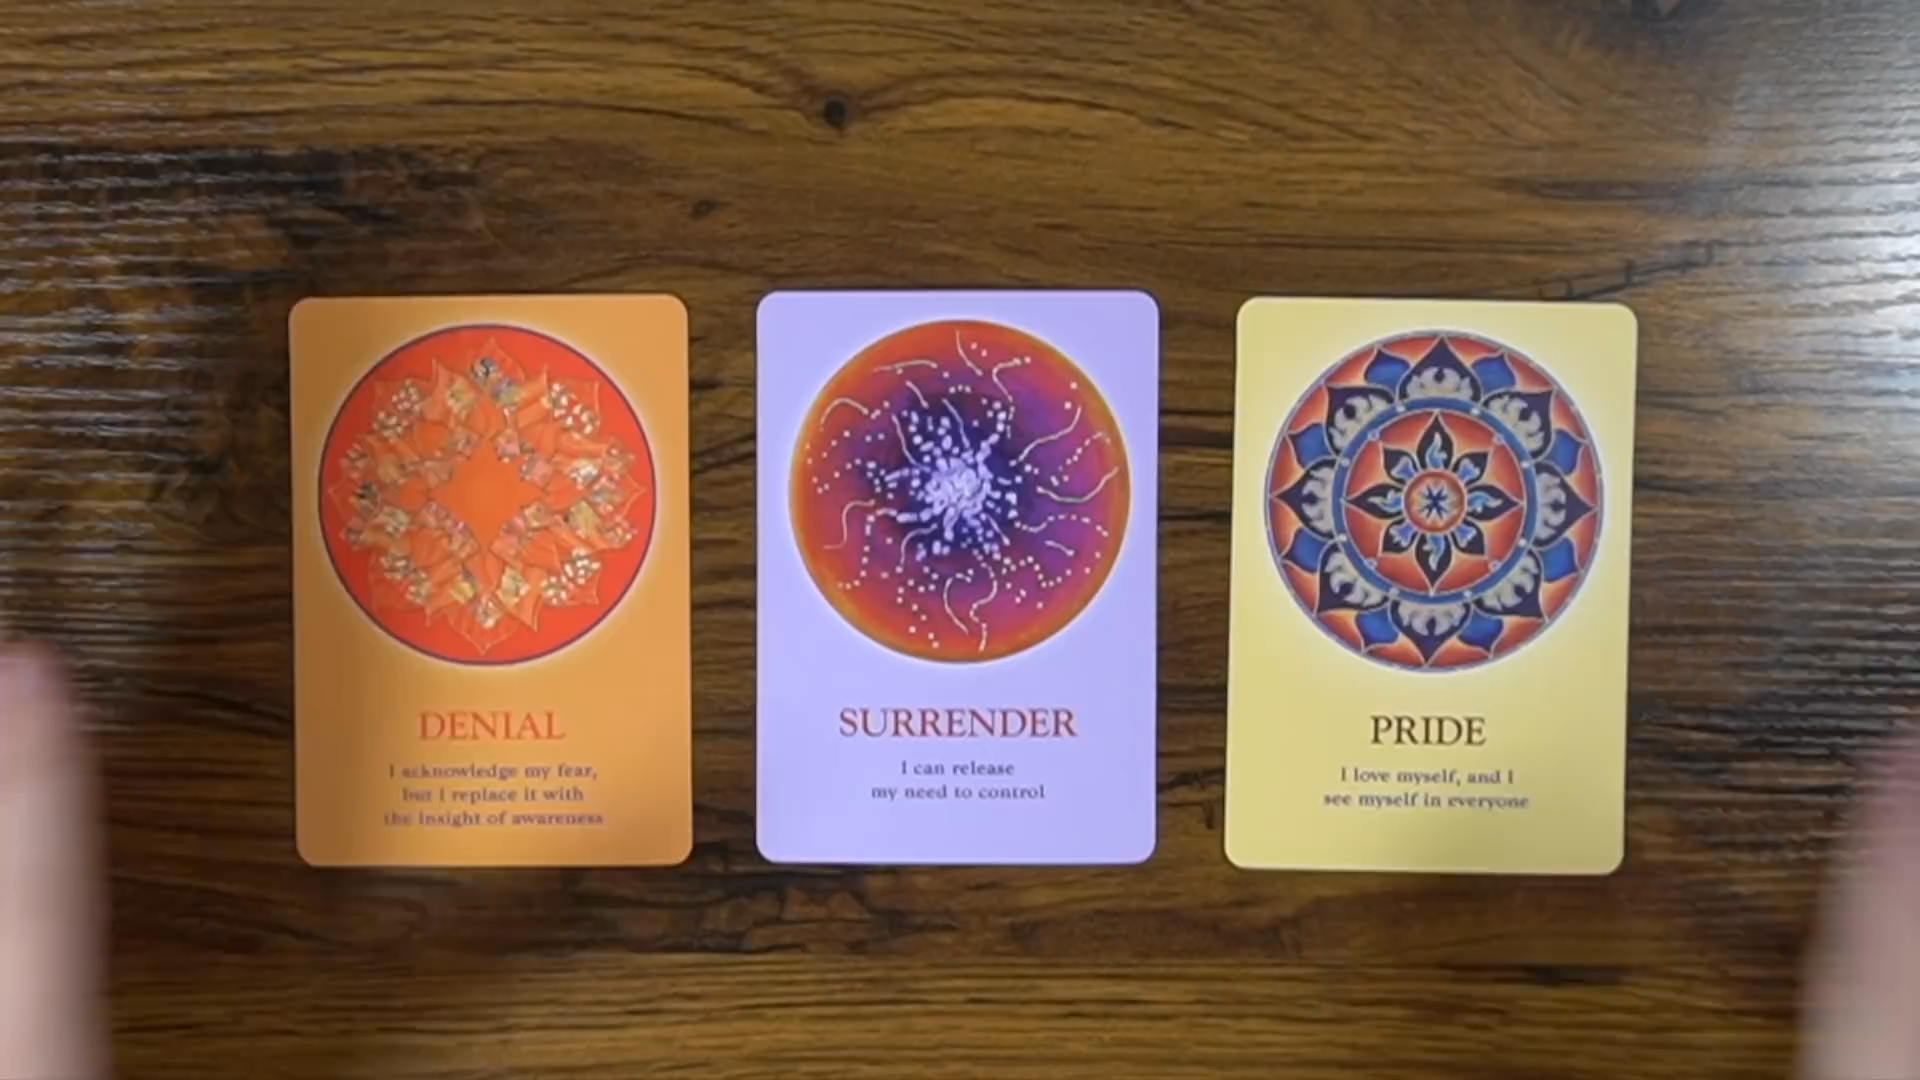 DENIAL
I acknowledge my fear,
but I replace it with
the insight of awareness
SURRENDER
I can release
my need to control
PRIDE
I love myself, and I
see myself in everyone